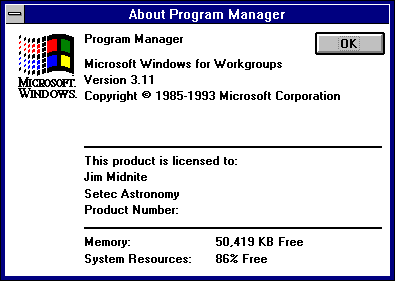 About Program Manager
Program Manager
OK
Microsoft Windows for Workgroups
Version 3.11
Copyright © 1985-1993 Microsoft Corporation
MICROSOFT.
WINDOWS.
This product is licensed to:
Jim Midnite
Setec Astronomy
Product Number:
Memory: 50,419 KB Free
System Resources: 86% Free